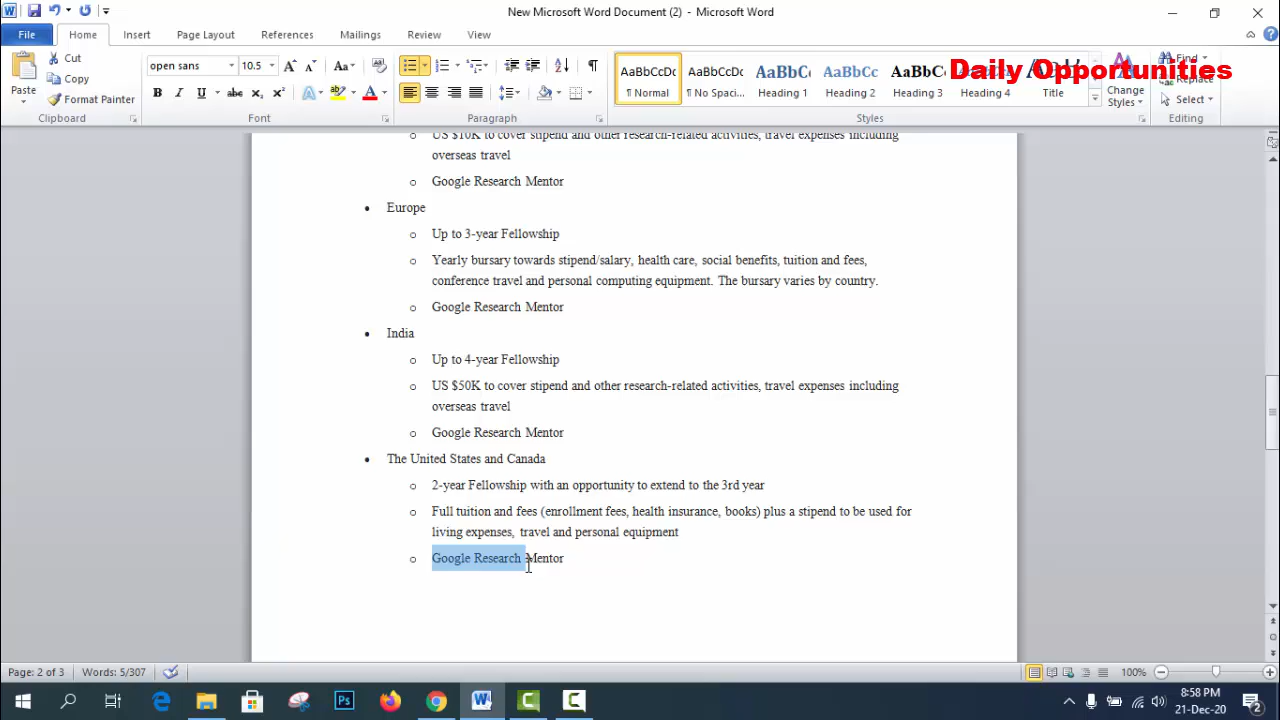 New Microsoft Word Document (2) - Microsoft Word
File Home Insert Page Layout References Mailings Review View
Daily Opportunities
Paste
Cut
Copy
Format Painter
open sans 10.5
AaBbCcDc AaBbCcDc AaBbC AaBbCc AaBbC
¶ Normal ¶ No Spaci... Heading 1 Heading 2 Heading 3 Heading 4 Title
Change
Styles
Find
Replace
Select
Clipboard Font Paragraph Styles Editing
o US $10K to cover stipend and other research-related activities, travel expenses including
overseas travel
o Google Research Mentor
• Europe
o Up to 3-year Fellowship
o Yearly bursary towards stipend/salary, health care, social benefits, tuition and fees,
conference travel and personal computing equipment. The bursary varies by country.
o Google Research Mentor
• India
o Up to 4-year Fellowship
o US $50K to cover stipend and other research-related activities, travel expenses including
overseas travel
o Google Research Mentor
• The United States and Canada
o 2-year Fellowship with an opportunity to extend to the 3rd year
o Full tuition and fees (enrollment fees, health insurance, books) plus a stipend to be used for
living expenses, travel and personal equipment
o Google Research Mentor
Page: 2 of 3 Words: 5/307 100%
8:58 PM
21-Dec-20
2